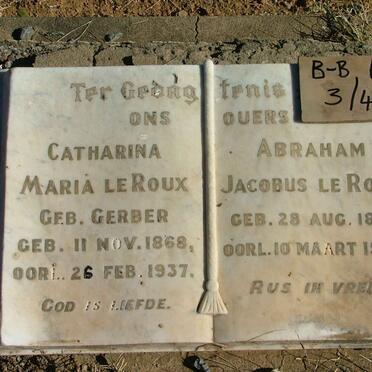 Ter Gedagtenis
ONS OUERS
CATHARINA
MARIA LE ROUX
GEB. GERBER
GEB. 11 NOV. 1868.
OORL. 26 FEB. 1937.
GOD IS LIEFDE.
ABRAHAM
JACOBUS LE RO
GEB. 28 AUG. 18
OORL. 10 MAART 1
RUS IN VRE
B-B
3/4